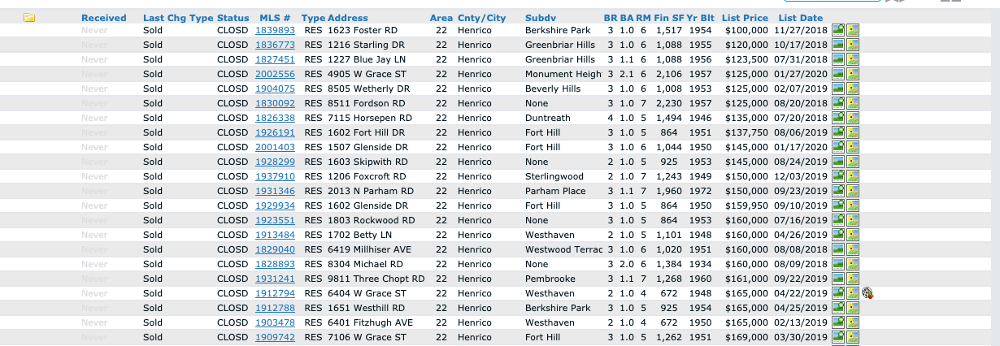 Received Last Chg Type Status MLS # Type Address Area Cnty/City Subdv BR BA RM Fin SF Yr Blt List Price List Date
Never Sold CLOSD 1839893 RES 1623 Foster RD 22 Henrico Berkshire Park 3 1.0 6 1,517 1954 $100,000 11/27/2018
Never Sold CLOSD 1836773 RES 1216 Starling DR 22 Henrico Greenbriar Hills 3 1.0 6 1,088 1955 $120,000 10/17/2018
Never Sold CLOSD 1827451 RES 1227 Blue Jay LN 22 Henrico Greenbriar Hills 3 1.1 6 1,088 1956 $123,500 07/31/2018
Never Sold CLOSD 2002556 RES 4905 W Grace ST 22 Henrico Monument Heigh 3 2.1 6 2,106 1957 $125,000 01/27/2020
Never Sold CLOSD 1904075 RES 8505 Wetherly DR 22 Henrico Beverly Hills 3 1.0 6 1,008 1953 $125,000 02/07/2019
Never Sold CLOSD 1830092 RES 8511 Fordson RD 22 Henrico None 3 1.0 7 2,230 1957 $125,000 08/20/2018
Never Sold CLOSD 1826338 RES 7115 Horsepen RD 22 Henrico Duntreath 4 1.0 5 1,494 1946 $135,000 07/20/2018
Never Sold CLOSD 1926191 RES 1602 Fort Hill DR 22 Henrico Fort Hill 3 1.0 5 864 1951 $137,750 08/06/2019
Never Sold CLOSD 2001403 RES 1507 Glenside DR 22 Henrico Fort Hill 3 1.0 6 1,044 1950 $145,000 01/17/2020
Never Sold CLOSD 1928299 RES 1603 Skipwith RD 22 Henrico None 2 1.0 5 925 1953 $145,000 08/24/2019
Never Sold CLOSD 1937910 RES 1206 Foxcroft RD 22 Henrico Sterlingwood 2 1.0 7 1,243 1949 $150,000 12/03/2019
Never Sold CLOSD 1931346 RES 2013 N Parham RD 22 Henrico Parham Place 3 1.1 7 1,960 1972 $150,000 09/23/2019
Never Sold CLOSD 1929934 RES 1602 Glenside DR 22 Henrico Fort Hill 3 1.0 5 864 1950 $159,950 09/10/2019
Never Sold CLOSD 1923551 RES 1803 Rockwood RD 22 Henrico None 3 1.0 5 864 1953 $160,000 07/16/2019
Never Sold CLOSD 1913484 RES 1702 Betty LN 22 Henrico Westhaven 2 1.0 5 1,101 1948 $160,000 04/26/2019
Never Sold CLOSD 1829040 RES 6419 Millhiser AVE 22 Henrico Westwood Terrac 3 1.0 6 1,020 1951 $160,000 08/08/2018
Never Sold CLOSD 1828893 RES 8304 Michael RD 22 Henrico None 3 2.0 6 1,384 1934 $160,000 08/09/2018
Never Sold CLOSD 1931241 RES 9811 Three Chopt RD 22 Henrico Pembrooke 3 1.1 7 1,268 1960 $161,000 09/22/2019
Never Sold CLOSD 1912794 RES 6404 W Grace ST 22 Henrico Westhaven 2 1.0 4 672 1948 $165,000 04/22/2019
Never Sold CLOSD 1912788 RES 1651 Westhill RD 22 Henrico Berkshire Park 3 1.0 5 925 1954 $165,000 04/25/2019
Never Sold CLOSD 1903478 RES 6401 Fitzhugh AVE 22 Henrico Westhaven 2 1.0 4 672 1950 $165,000 02/13/2019
Never Sold CLOSD 1909742 RES 7106 W Grace ST 22 Henrico Fort Hill 3 1.0 5 1,262 1951 $169,000 03/30/2019